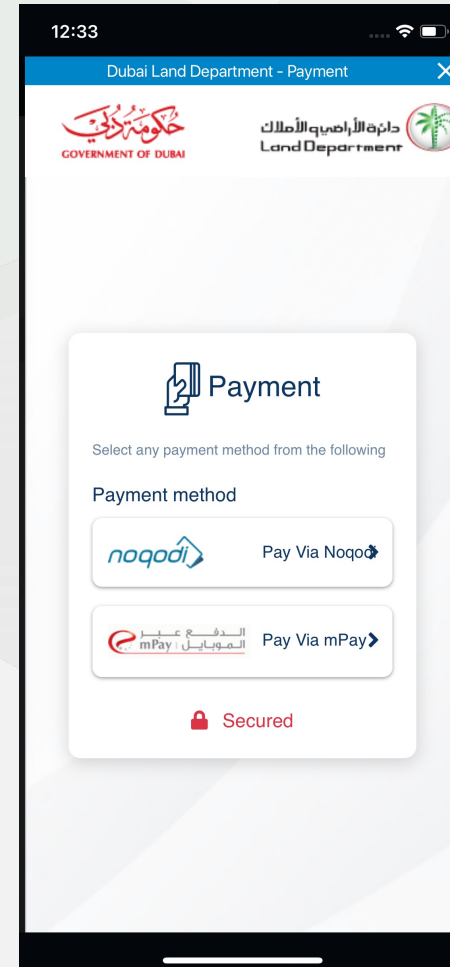 12:33
Dubai Land Department - Payment
حكومة دبي
GOVERNMENT OF DUBAI
دائرة الأراضي والأملاك
Land Department
Payment
Select any payment method from the following
Payment method
noqodi
Pay Via Noqodi
الدفع عبر
الموبايل | mPay
Pay Via mPay
Secured